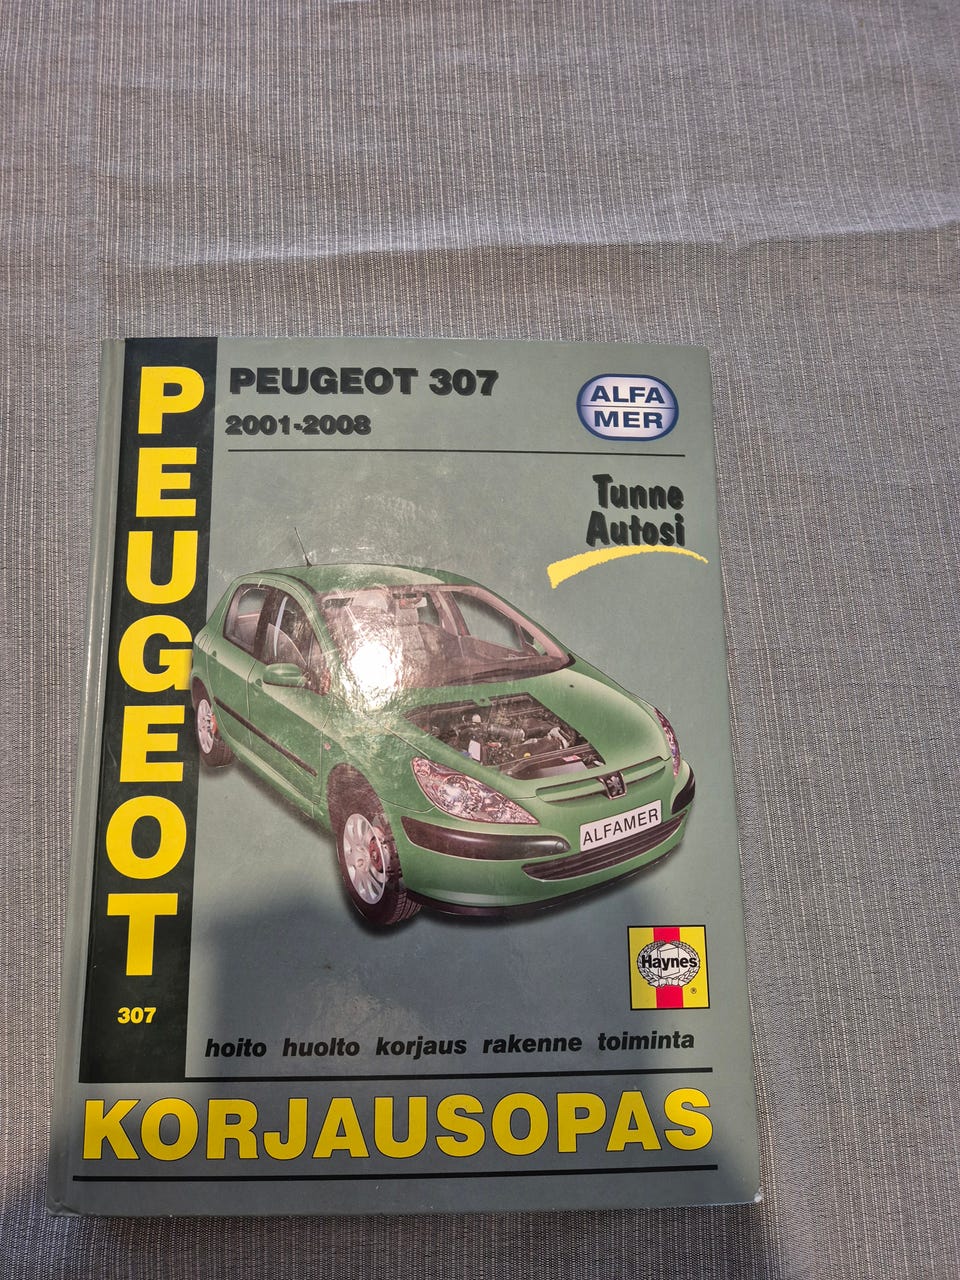 PEUGEOT
307
PEUGEOT 307
2001-2008
ALFA
MER
Tunne
Autosi
ALFAMER
Haynes
®
hoito huolto korjaus rakenne toiminta
KORJAUSOPAS